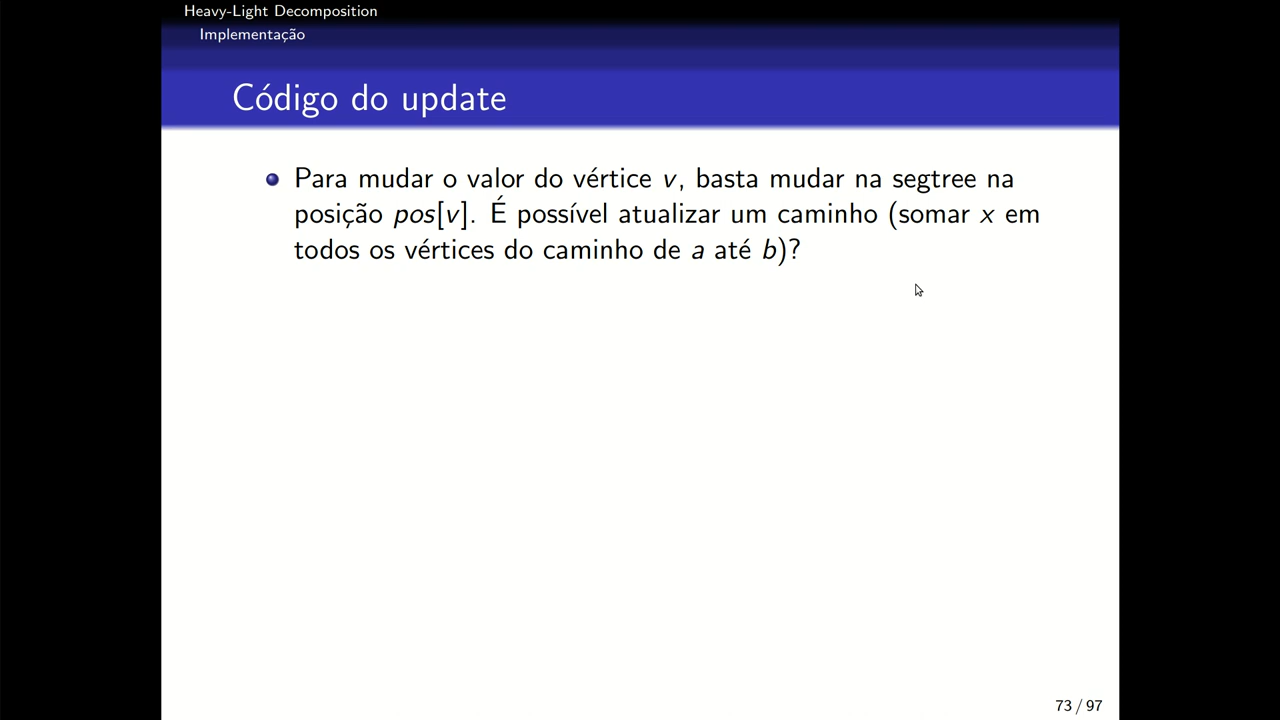 Heavy-Light Decomposition
Implementação
Código do update
Para mudar o valor do vértice v, basta mudar na segtree na
posição pos[v]. É possível atualizar um caminho (somar x em
todos os vértices do caminho de a até b)?
73 / 97